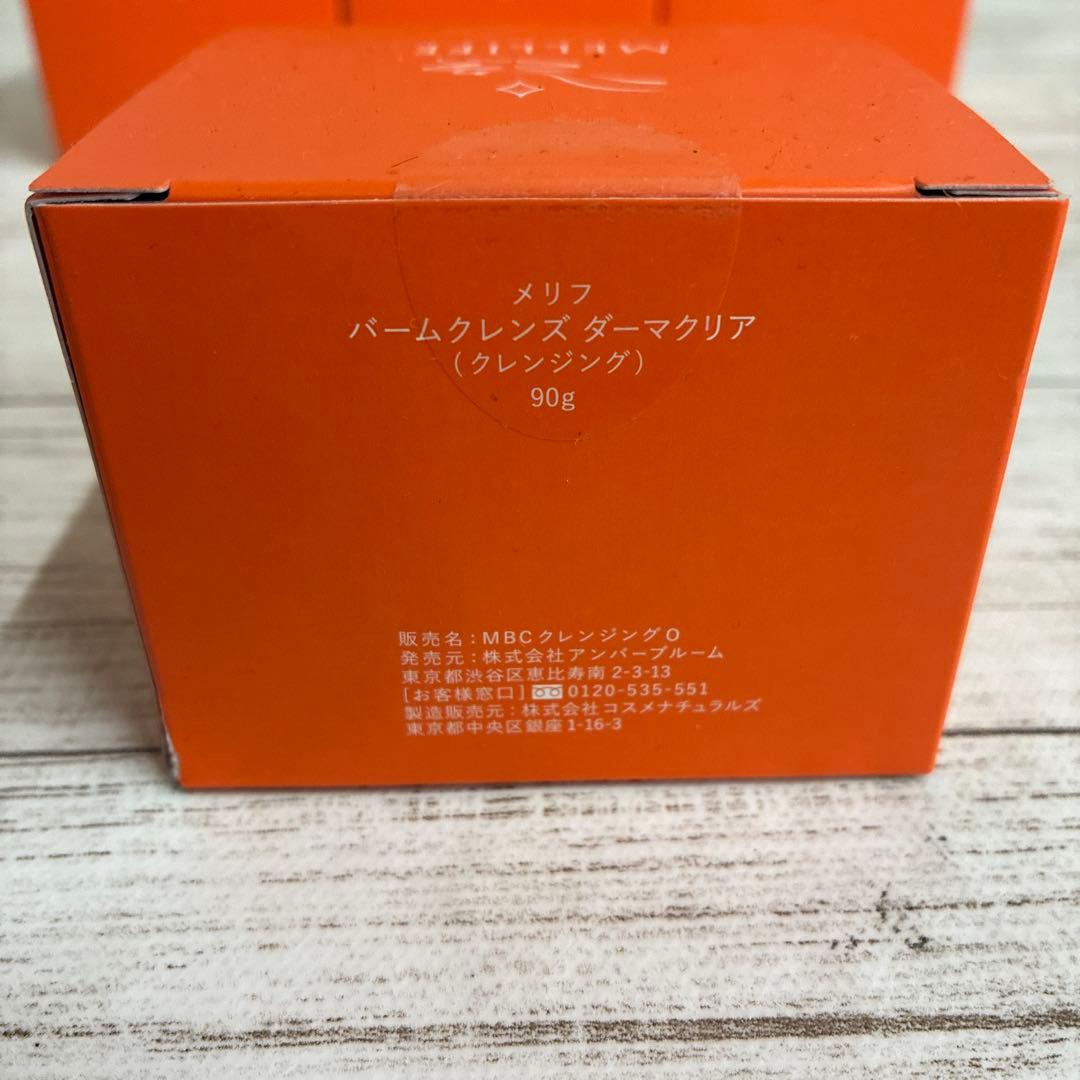 メリフ
バームクレンズ ダーマクリア
(クレンジング)
90g
販売名:MBCクレンジングO
発売元:株式会社アンバーブルーム
東京都渋谷区恵比寿南2-3-13
[お客様窓口] 0120-535-551
製造販売元:株式会社コスメナチュラルズ
東京都中央区銀座1-16-3